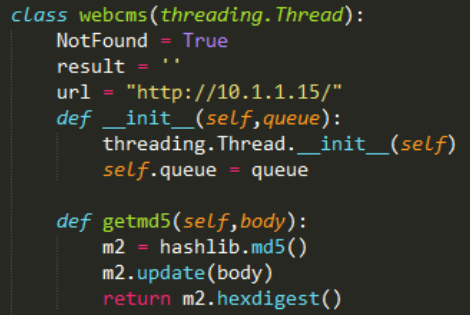 class webcms(threading.Thread):
    NotFound = True
    result = ''
    url = "http://10.1.1.15/"
    def __init__(self,queue):
        threading.Thread.__init__(self)
        self.queue = queue

    def getmd5(self,body):
        m2 = hashlib.md5()
        m2.update(body)
        return m2.hexdigest()